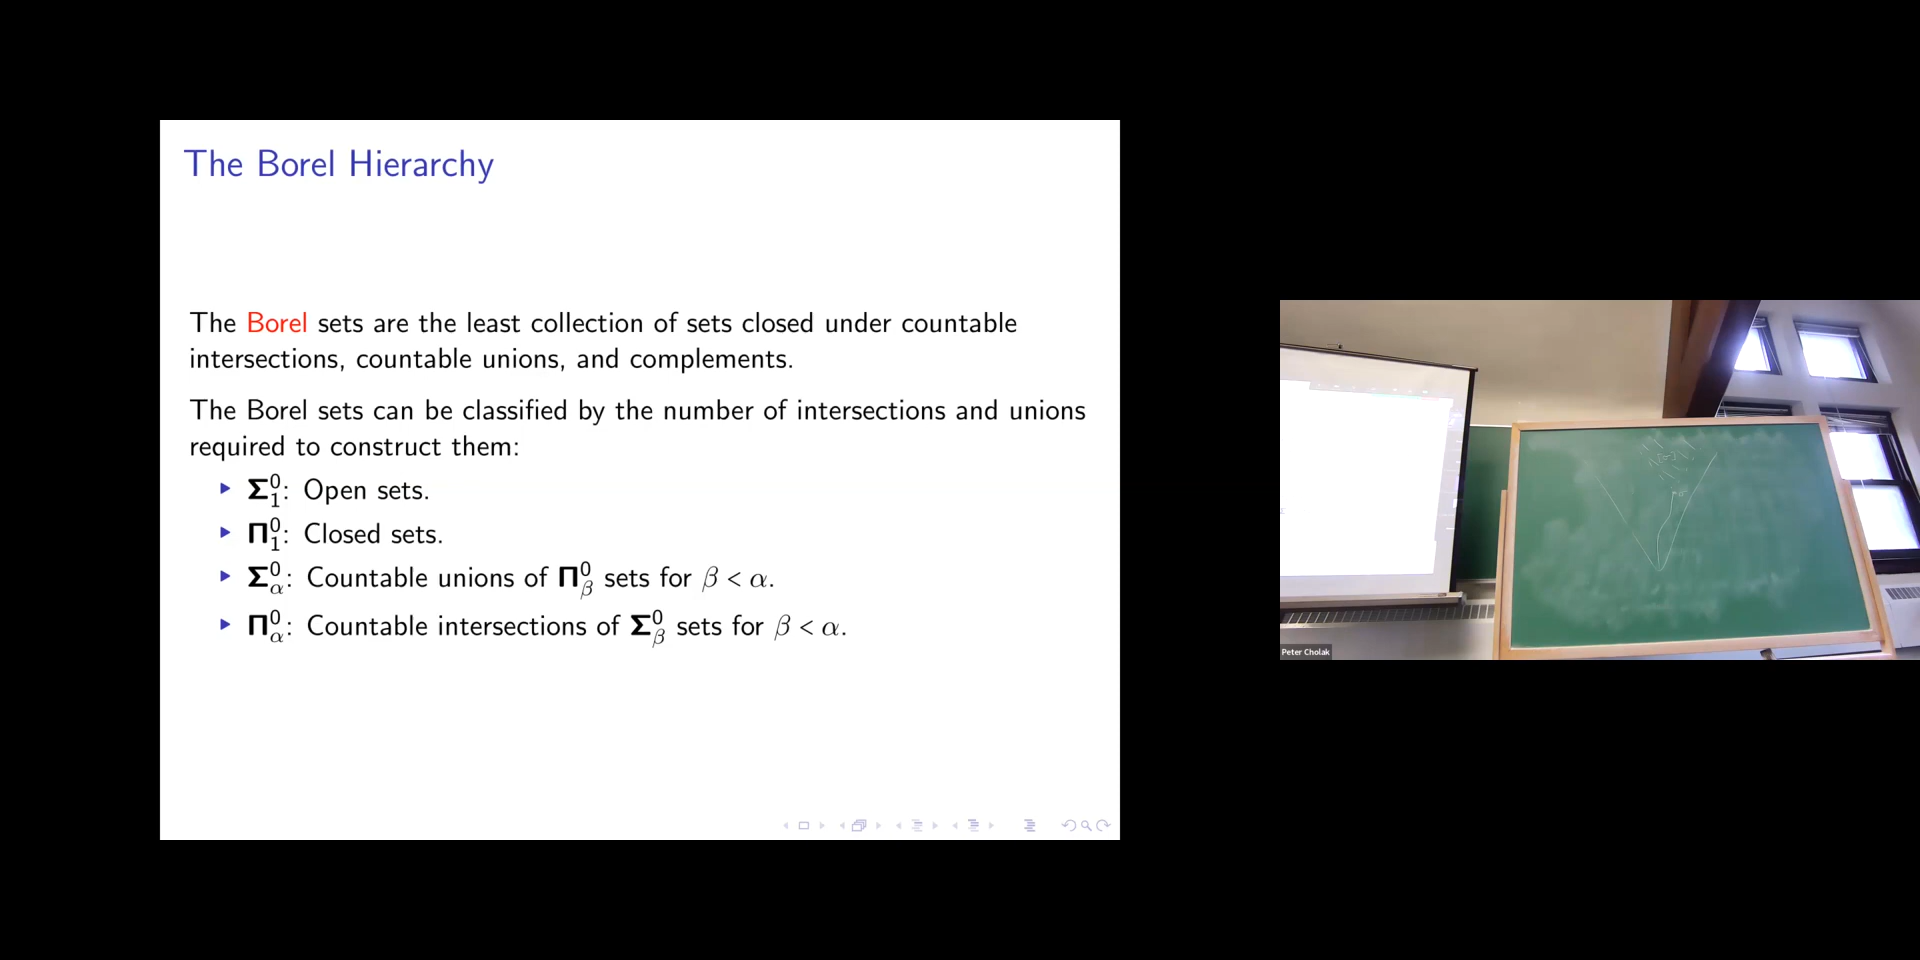 The Borel Hierarchy
The Borel sets are the least collection of sets closed under countable
intersections, countable unions, and complements.
The Borel sets can be classified by the number of intersections and unions
required to construct them:
▶ Σ⁰₁: Open sets.
▶ Π⁰₁: Closed sets.
▶ Σ⁰_α: Countable unions of Π⁰_β sets for β < α.
▶ Π⁰_α: Countable intersections of Σ⁰_β sets for β < α.
Peter Cholak